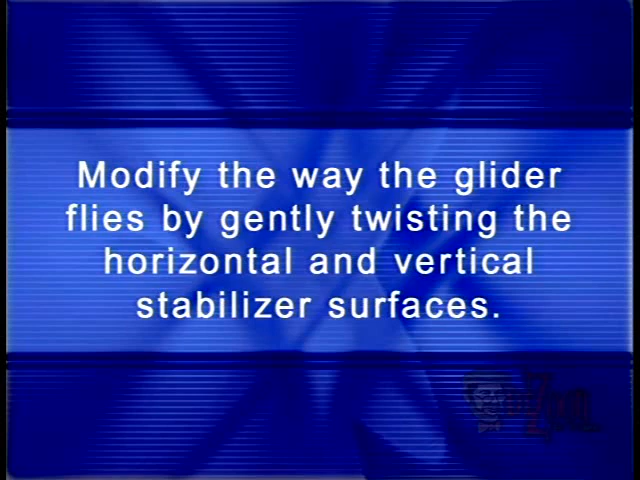 Modify the way the glider
flies by gently twisting the
horizontal and vertical
stabilizer surfaces.